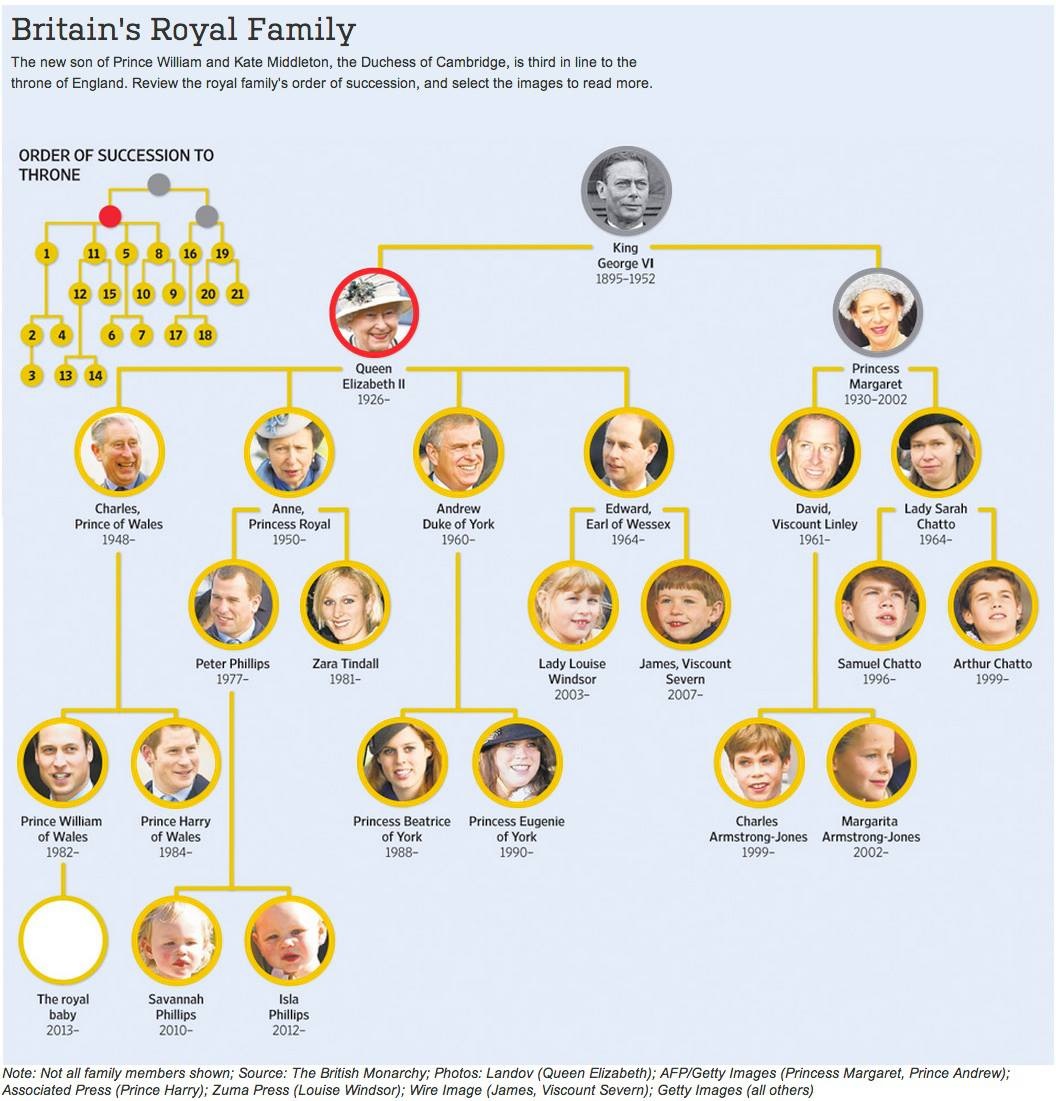 Britain's Royal Family
The new son of Prince William and Kate Middleton, the Duchess of Cambridge, is third in line to the
throne of England. Review the royal family's order of succession, and select the images to read more.
ORDER OF SUCCESSION TO
THRONE
1 11 5 8 16 19
12 15 10 9 20 21
2 4 6 7 17 18
3 13 14
King
George VI
1895–1952
Queen
Elizabeth II
1926–
Princess
Margaret
1930–2002
Charles,
Prince of Wales
1948–
Anne,
Princess Royal
1950–
Andrew
Duke of York
1960–
Edward,
Earl of Wessex
1964–
David,
Viscount Linley
1961–
Lady Sarah
Chatto
1964–
Peter Phillips
1977–
Zara Tindall
1981–
Lady Louise
Windsor
2003–
James, Viscount
Severn
2007–
Samuel Chatto
1996–
Arthur Chatto
1999–
Prince William
of Wales
1982–
Prince Harry
of Wales
1984–
Princess Beatrice
of York
1988–
Princess Eugenie
of York
1990–
Charles
Armstrong-Jones
1999–
Margarita
Armstrong-Jones
2002–
The royal
baby
2013–
Savannah
Phillips
2010–
Isla
Phillips
2012–
Note: Not all family members shown; Source: The British Monarchy; Photos: Landov (Queen Elizabeth); AFP/Getty Images (Princess Margaret, Prince Andrew);
Associated Press (Prince Harry); Zuma Press (Louise Windsor); Wire Image (James, Viscount Severn); Getty Images (all others)